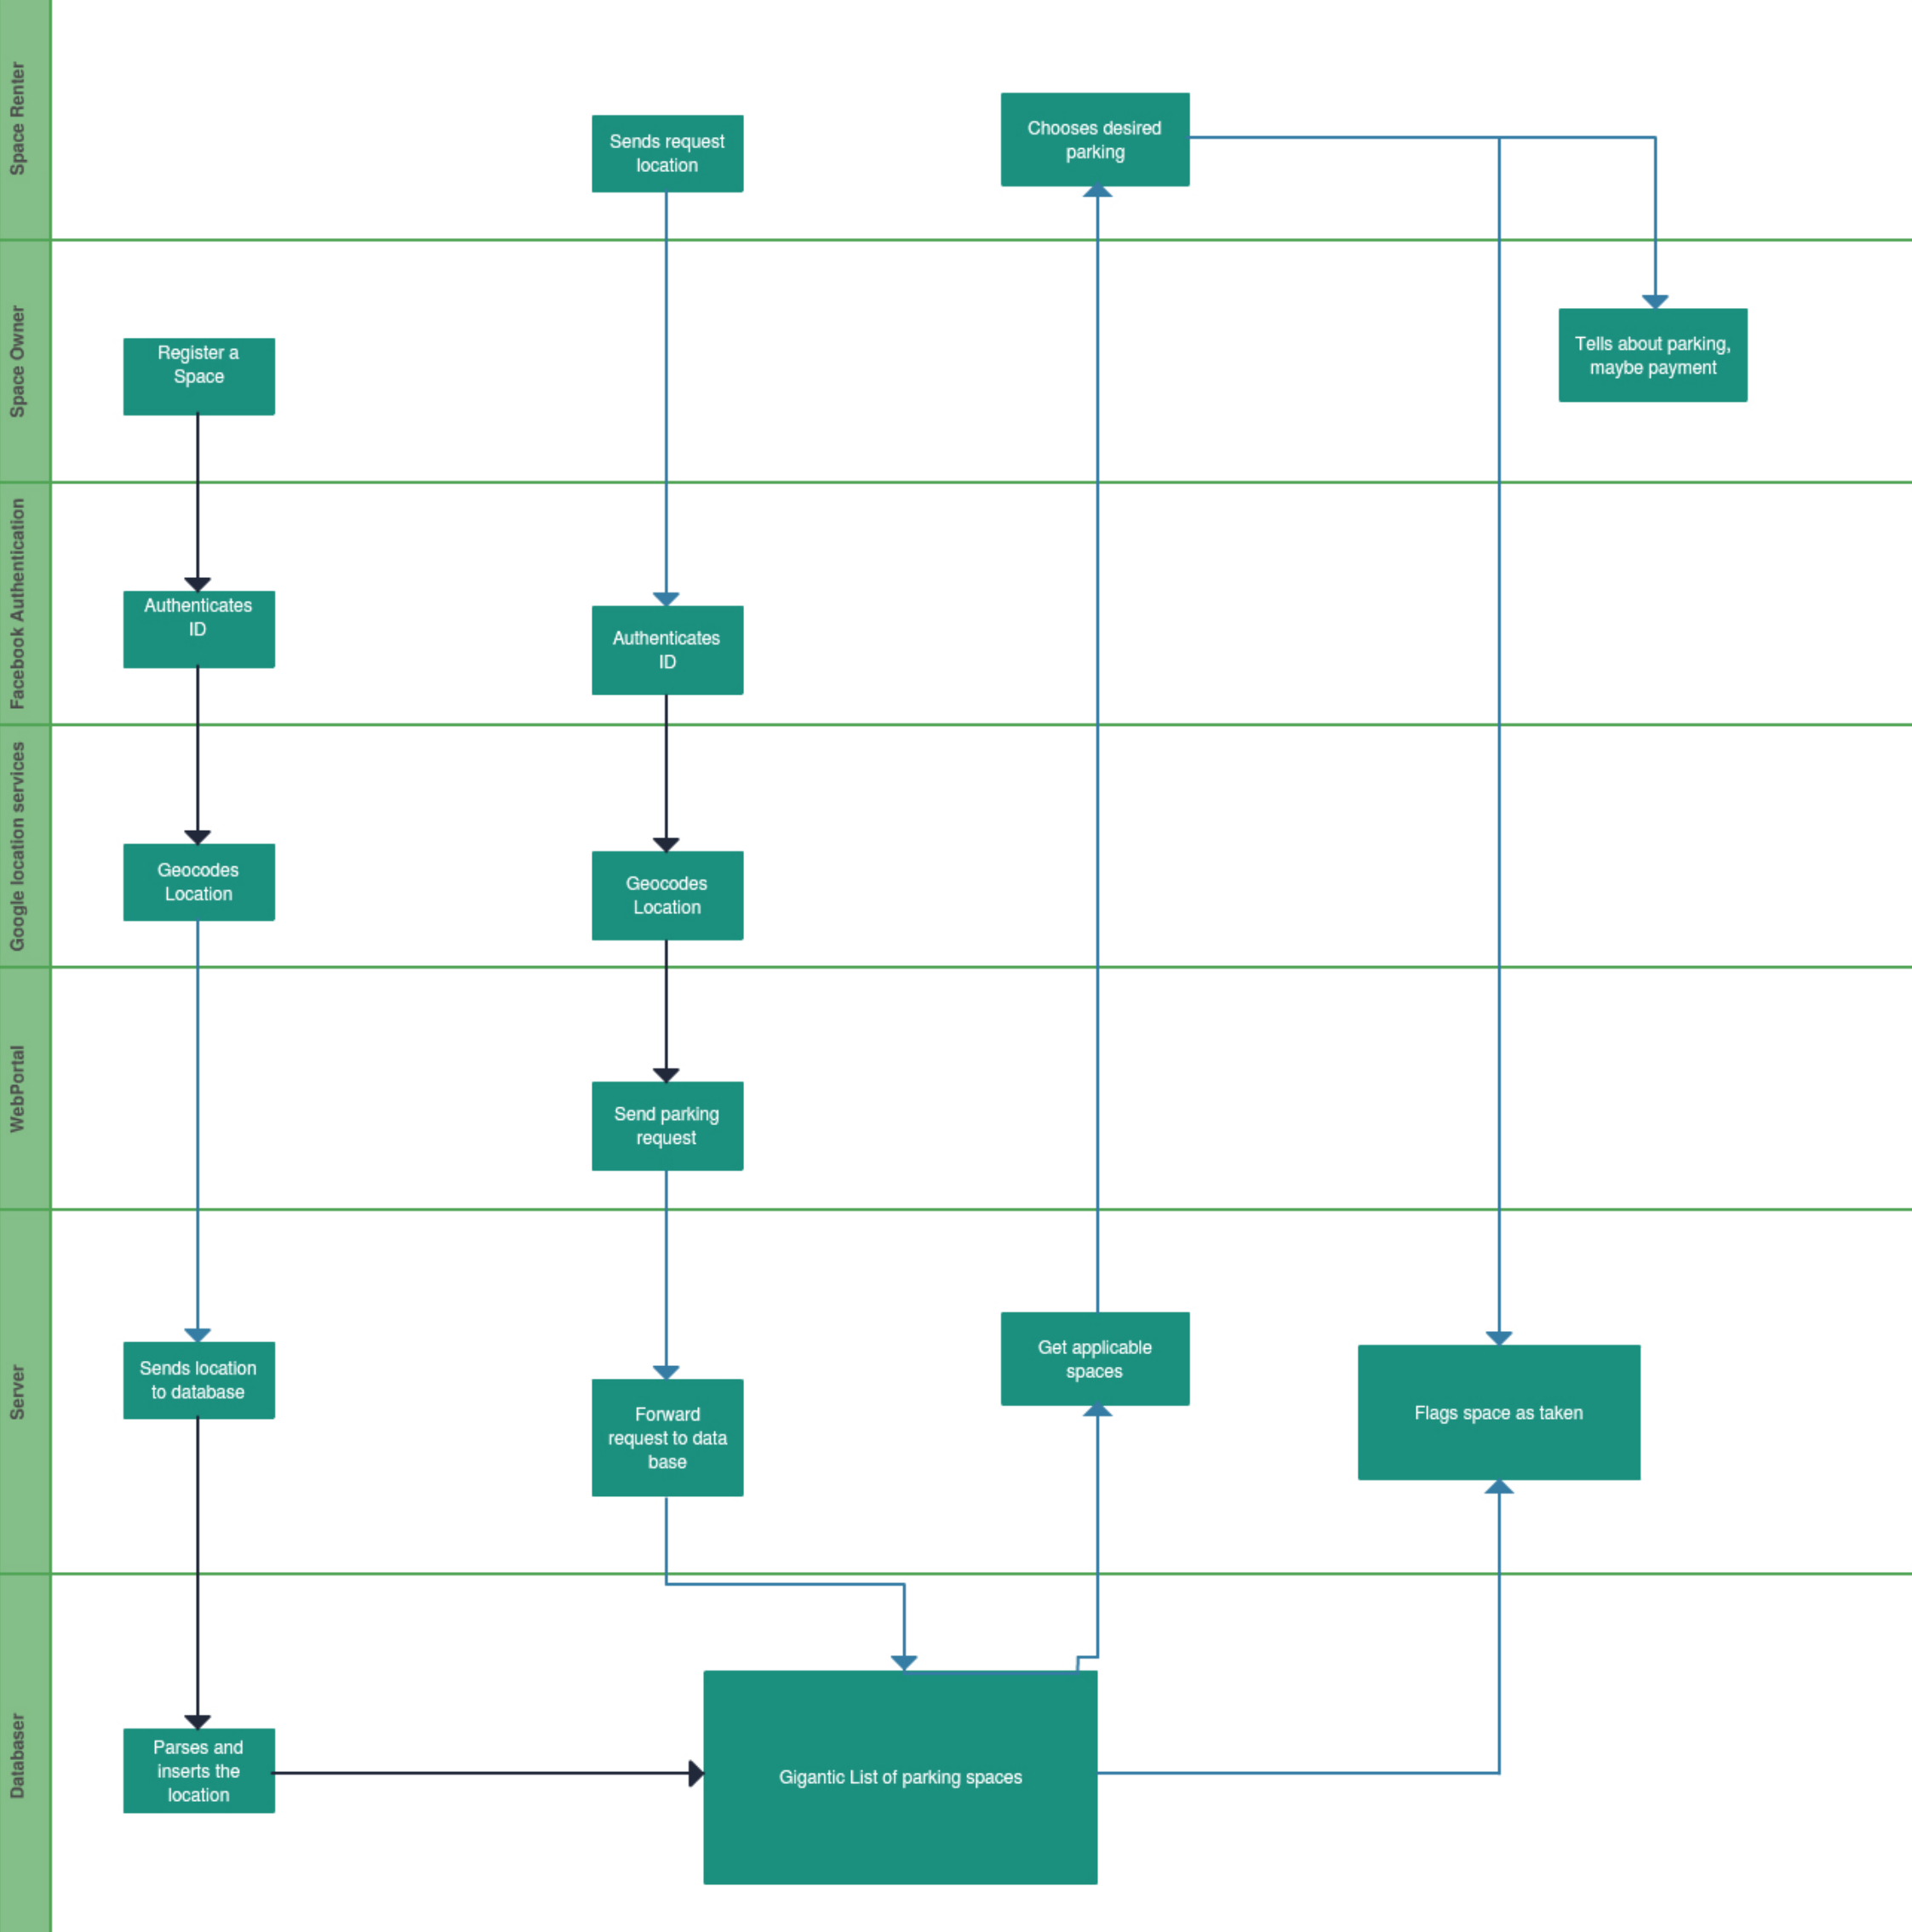 Space Renter
Sends request
location
Chooses desired
parking
Space Owner
Register a
Space
Tells about parking,
maybe payment
Facebook Authentication
Authenticates
ID
Authenticates
ID
Google location services
Geocodes
Location
Geocodes
Location
WebPortal
Send parking
request
Server
Sends location
to database
Forward
request to data
base
Get applicable
spaces
Flags space as taken
Databaser
Parses and
inserts the
location
Gigantic List of parking spaces